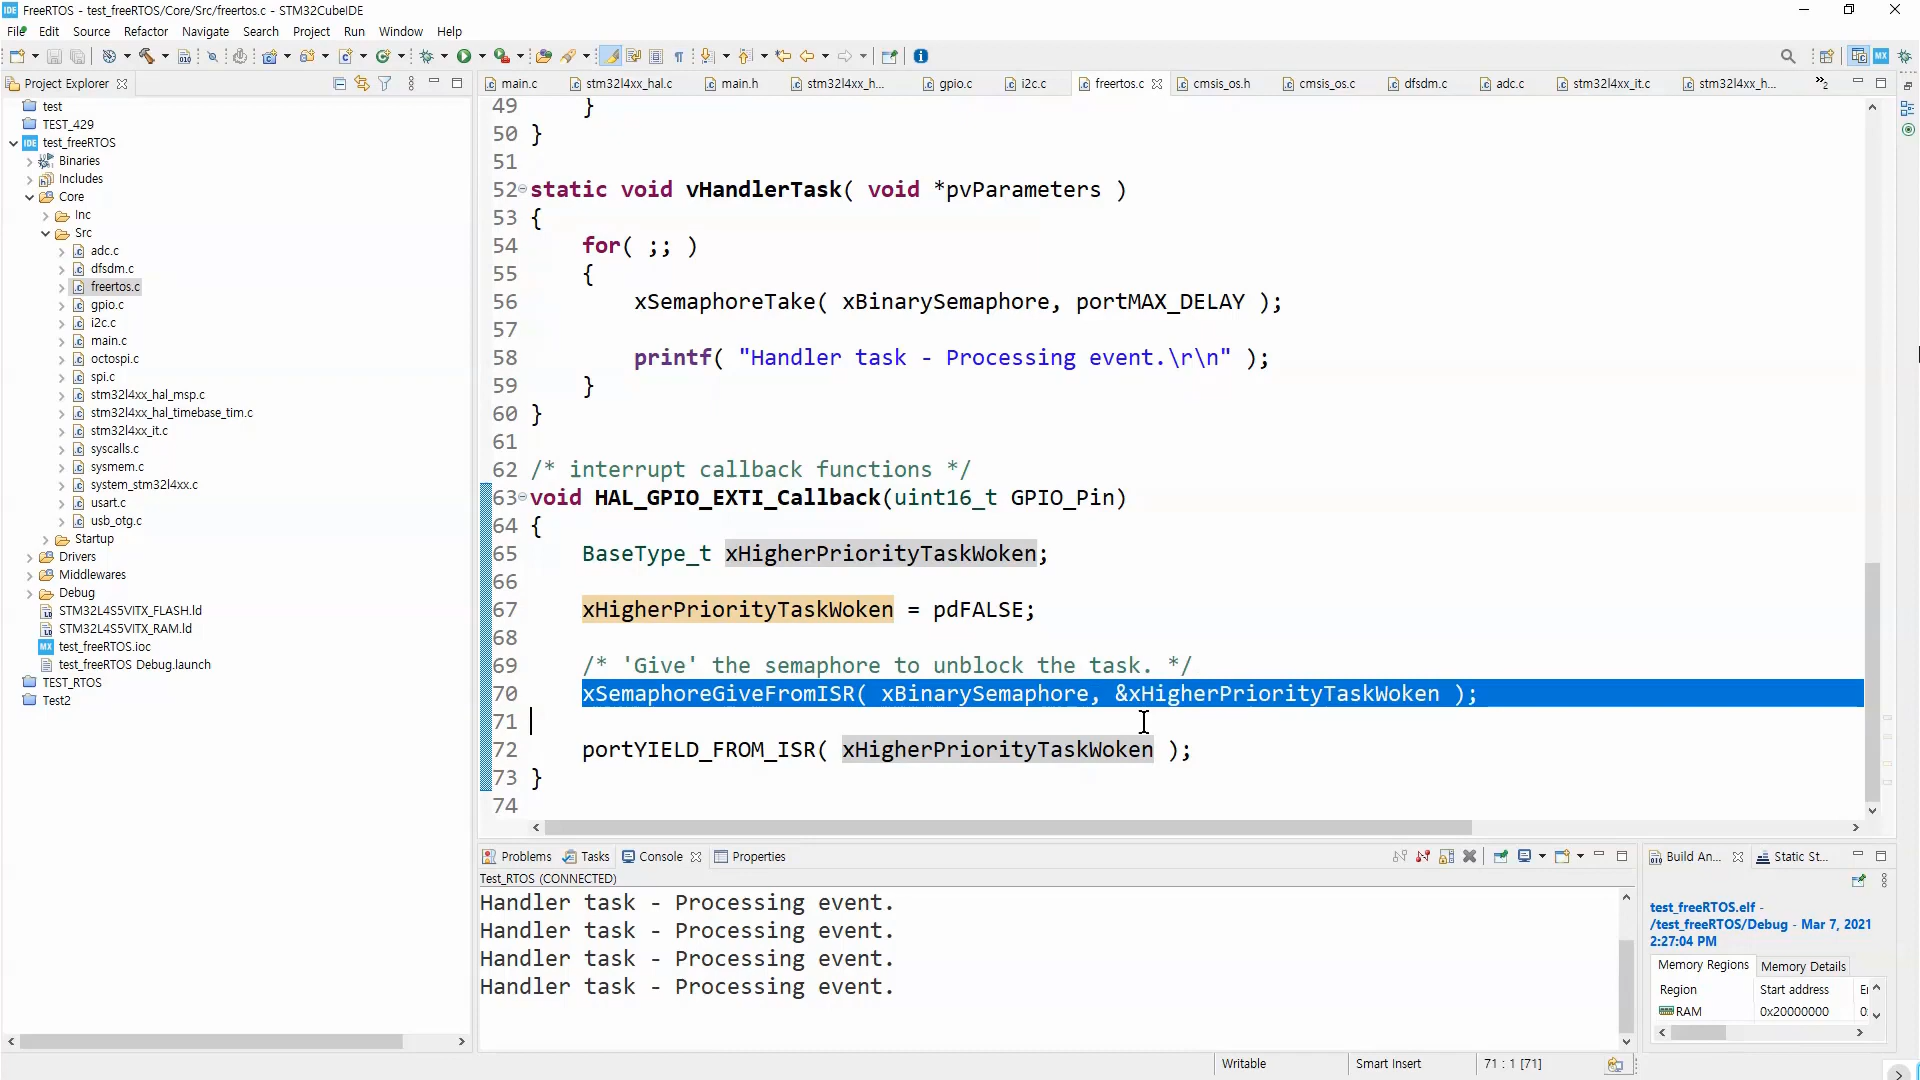 FreeRTOS - test_freeRTOS/Core/Src/freertos.c - STM32CubeIDE
File Edit Source Refactor Navigate Search Project Run Window Help
Project Explorer
main.c stm32l4xx_hal.c main.h stm32l4xx_h... gpio.c i2c.c freertos.c cmsis_os.h cmsis_os.c dfsdm.c adc.c stm32l4xx_it.c stm32l4xx_h... »2
test
TEST_429
test_freeRTOS
Binaries
Includes
Core
Inc
Src
adc.c
dfsdm.c
freertos.c
gpio.c
i2c.c
main.c
octospi.c
spi.c
stm32l4xx_hal_msp.c
stm32l4xx_hal_timebase_tim.c
stm32l4xx_it.c
syscalls.c
sysmem.c
system_stm32l4xx.c
usart.c
usb_otg.c
Startup
Drivers
Middlewares
Debug
STM32L4S5VITX_FLASH.ld
STM32L4S5VITX_RAM.ld
test_freeRTOS.ioc
test_freeRTOS Debug.launch
TEST_RTOS
Test2
49 }
50 }
51
52 static void vHandlerTask( void *pvParameters )
53 {
54 for( ;; )
55 {
56 xSemaphoreTake( xBinarySemaphore, portMAX_DELAY );
57
58 printf( "Handler task - Processing event.\r\n" );
59 }
60 }
61
62 /* interrupt callback functions */
63 void HAL_GPIO_EXTI_Callback(uint16_t GPIO_Pin)
64 {
65 BaseType_t xHigherPriorityTaskWoken;
66
67 xHigherPriorityTaskWoken = pdFALSE;
68
69 /* 'Give' the semaphore to unblock the task. */
70 xSemaphoreGiveFromISR( xBinarySemaphore, &xHigherPriorityTaskWoken );
71
72 portYIELD_FROM_ISR( xHigherPriorityTaskWoken );
73 }
74
Problems Tasks Console Properties
Test_RTOS (CONNECTED)
Handler task - Processing event.
Handler task - Processing event.
Handler task - Processing event.
Handler task - Processing event.
Build An... Static St...
test_freeRTOS.elf -
/test_freeRTOS/Debug - Mar 7, 2021
2:27:04 PM
Memory Regions Memory Details
Region Start address
RAM 0x20000000
Writable Smart Insert 71 : 1 [71]